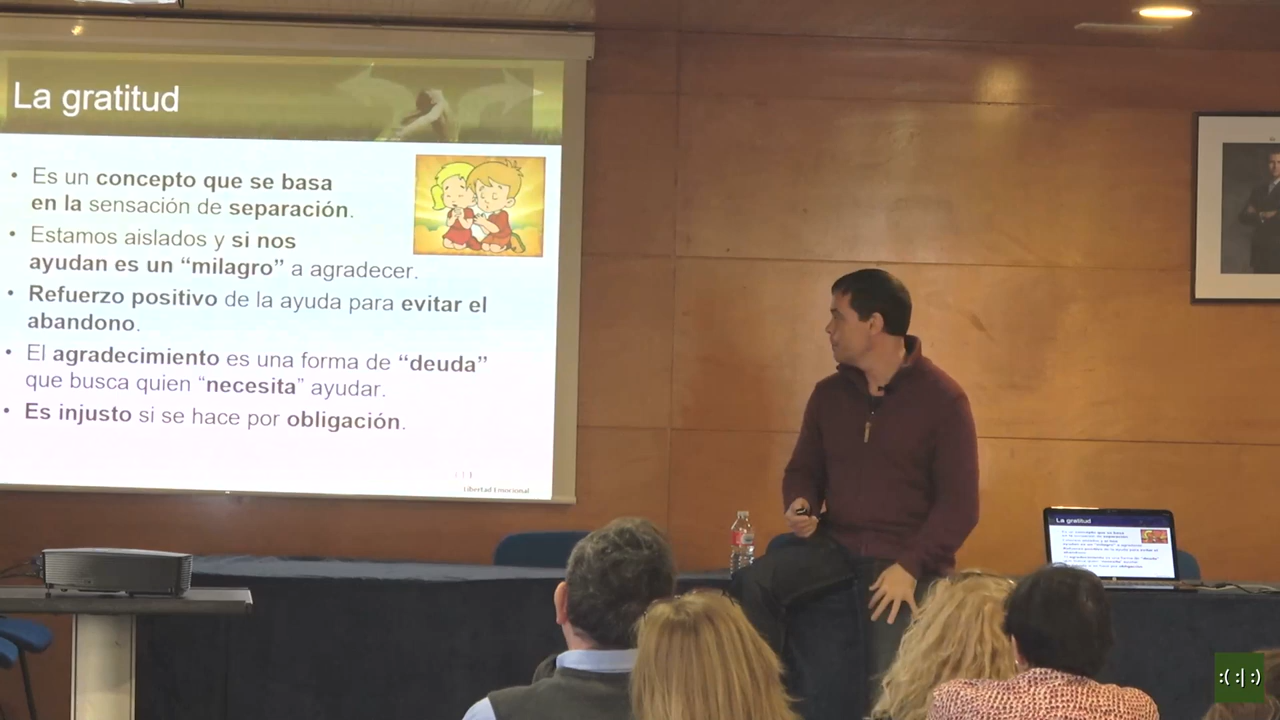 La gratitud
• Es un concepto que se basa
en la sensación de separación.
• Estamos aislados y si nos
ayudan es un “milagro” a agradecer.
• Refuerzo positivo de la ayuda para evitar el
abandono.
• El agradecimiento es una forma de “deuda”
que busca quien “necesita” ayudar.
• Es injusto si se hace por obligación.
Libertad Emocional
La gratitud
:( :| :)